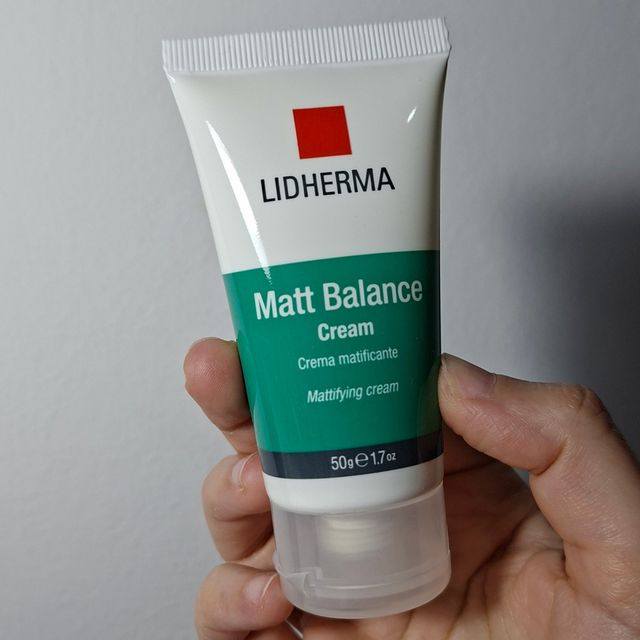 LIDHERMA
Matt Balance
Cream
Crema matificante
Mattifying cream
50g ℮ 1.7oz